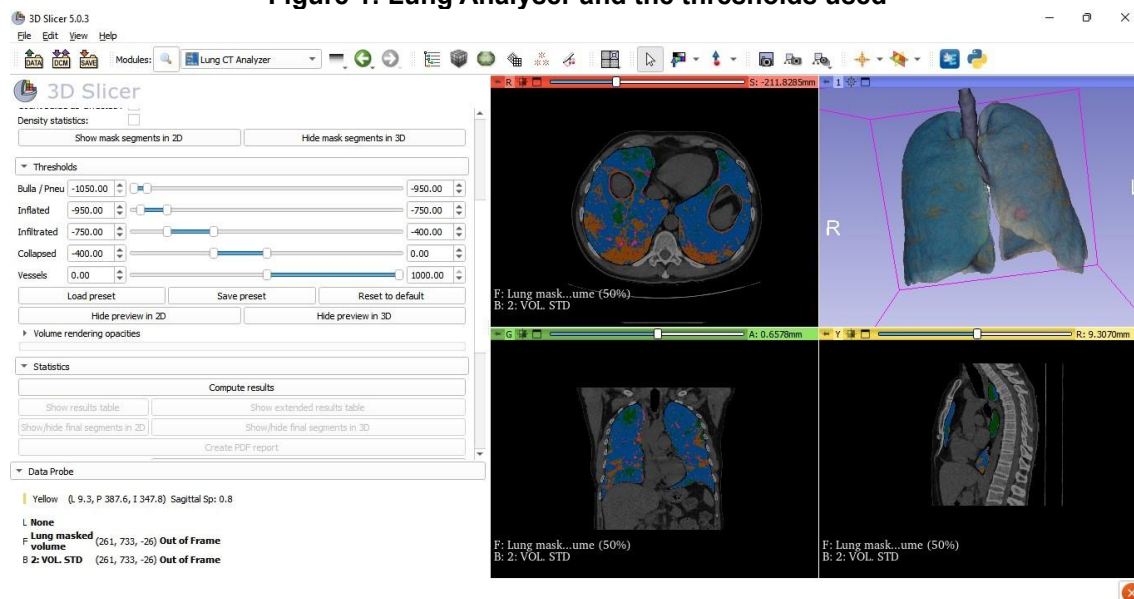 Figure 1. Lung Analyser and the thresholds used
3D Slicer 5.0.3
File Edit View Help
DATA DCM SAVE Modules: Lung CT Analyzer
3D Slicer
Density statistics:
Show mask segments in 2D Hide mask segments in 3D
Thresholds
Bulla / Pneu -1050.00 -950.00
Inflated -950.00 -750.00
Infiltrated -750.00 -400.00
Collapsed -400.00 0.00
Vessels 0.00 1000.00
Load preset Save preset Reset to default
Hide preview in 2D Hide preview in 3D
Volume rendering opacities
Statistics
Compute results
Show results table Show extended results table
Show/hide final segments in 2D Show/hide final segments in 3D
Create PDF report
Data Probe
Yellow (L 9.3, P 387.6, I 347.8) Sagittal Sp: 0.8
L None
F Lung masked volume (261, 733, -26) Out of Frame
B 2: VOL. STD (261, 733, -26) Out of Frame
R S: -211.8285mm
F: Lung mask...ume (50%)
B: 2: VOL. STD
1
R
L
G A: 0.6578mm
F: Lung mask...ume (50%)
B: 2: VOL. STD
Y R: 9.3070mm
F: Lung mask...ume (50%)
B: 2: VOL. STD